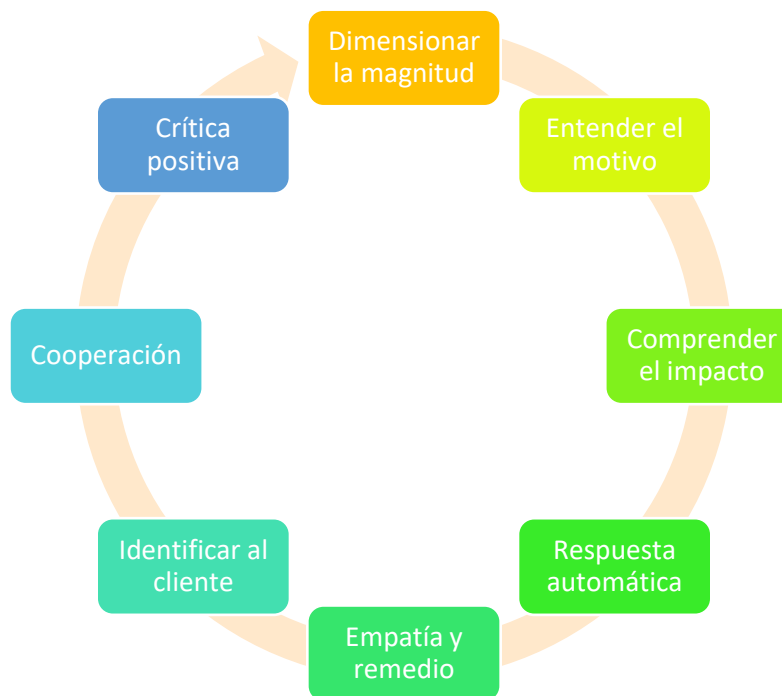 Dimensionar
la magnitud
Entender el
motivo
Comprender
el impacto
Respuesta
automática
Empatía y
remedio
Identificar al
cliente
Cooperación
Crítica
positiva